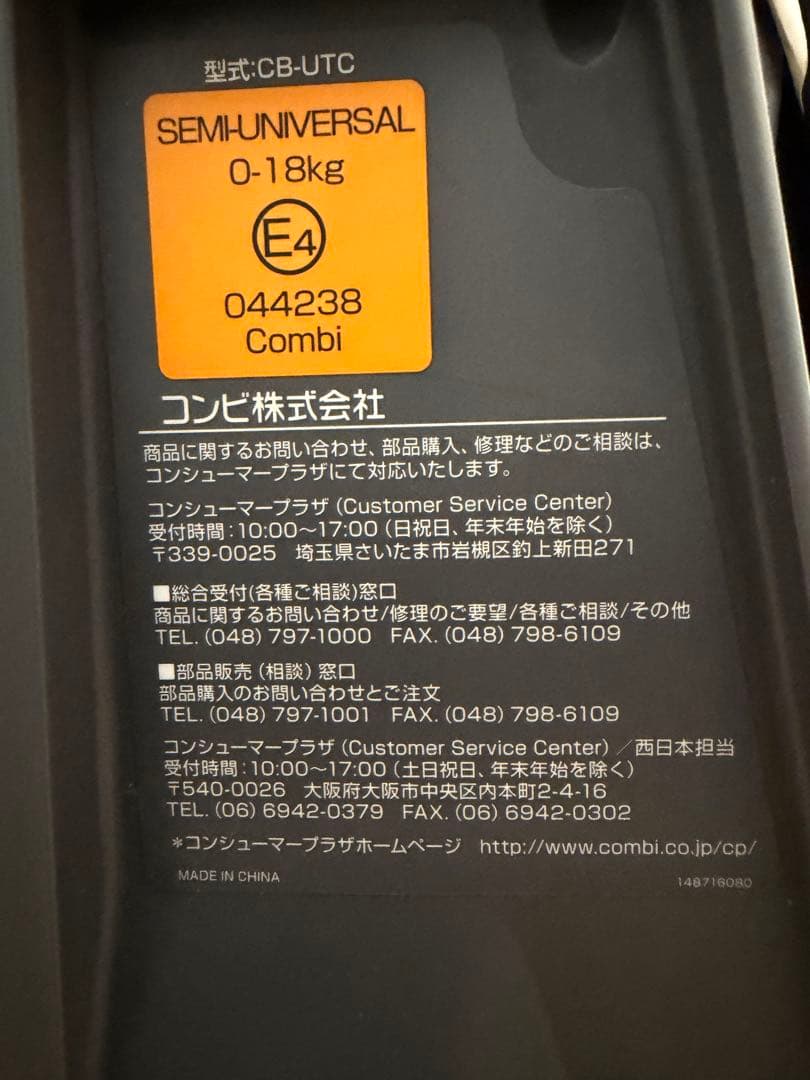 型式:CB-UTC
SEMI-UNIVERSAL
0-18kg
E4
044238
Combi
コンビ株式会社
商品に関するお問い合わせ、部品購入、修理などのご相談は、
コンシューマープラザにて対応いたします。
コンシューマープラザ (Customer Service Center)
受付時間:10:00～17:00 (日祝日、年末年始を除く)
〒339-0025 埼玉県さいたま市岩槻区釣上新田271
■総合受付(各種ご相談)窓口
商品に関するお問い合わせ/修理のご要望/各種ご相談/その他
TEL. (048) 797-1000 FAX. (048) 798-6109
■部品販売 (相談) 窓口
部品購入のお問い合わせとご注文
TEL. (048) 797-1001 FAX. (048) 798-6109
コンシューマープラザ (Customer Service Center) /西日本担当
受付時間:10:00～17:00 (土日祝日、年末年始を除く)
〒540-0026 大阪府大阪市中央区内本町2-4-16
TEL. (06) 6942-0379 FAX. (06) 6942-0302
*コンシューマープラザホームページ http://www.combi.co.jp/cp/
MADE IN CHINA
148716080